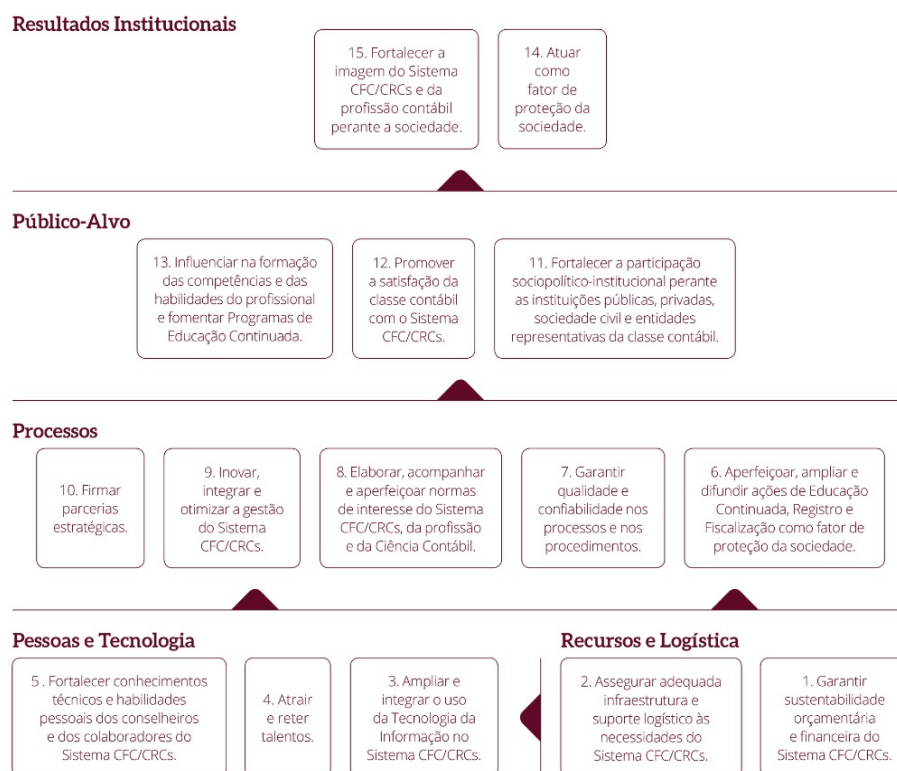 Resultados Institucionais
15. Fortalecer a
imagem do Sistema
CFC/CRCs e da
profissão contábil
perante a sociedade.
14. Atuar
como
fator de
proteção da
sociedade.
Público-Alvo
13. Influenciar na formação
das competências e das
habilidades do profissional
e fomentar Programas de
Educação Continuada.
12. Promover
a satisfação da
classe contábil
com o Sistema
CFC/CRCs.
11. Fortalecer a participação
sociopolítico-institucional perante
as instituições públicas, privadas,
sociedade civil e entidades
representativas da classe contábil.
Processos
10. Firmar
parcerias
estratégicas.
9. Inovar,
integrar e
otimizar a gestão
do Sistema
CFC/CRCs.
8. Elaborar, acompanhar
e aperfeiçoar normas
de interesse do Sistema
CFC/CRCs, da profissão
e da Ciência Contábil.
7. Garantir
qualidade e
confiabilidade nos
processos e nos
procedimentos.
6. Aperfeiçoar, ampliar e
difundir ações de Educação
Continuada, Registro e
Fiscalização como fator de
proteção da sociedade.
Pessoas e Tecnologia
5 . Fortalecer conhecimentos
técnicos e habilidades
pessoais dos conselheiros
e dos colaboradores do
Sistema CFC/CRCs.
4. Atrair
e reter
talentos.
3. Ampliar e
integrar o uso
da Tecnologia da
Informação no
Sistema CFC/CRCs.
Recursos e Logística
2. Assegurar adequada
infraestrutura e
suporte logístico às
necessidades do
Sistema CFC/CRCs.
1. Garantir
sustentabilidade
orçamentária
e financeira do
Sistema CFC/CRCs.